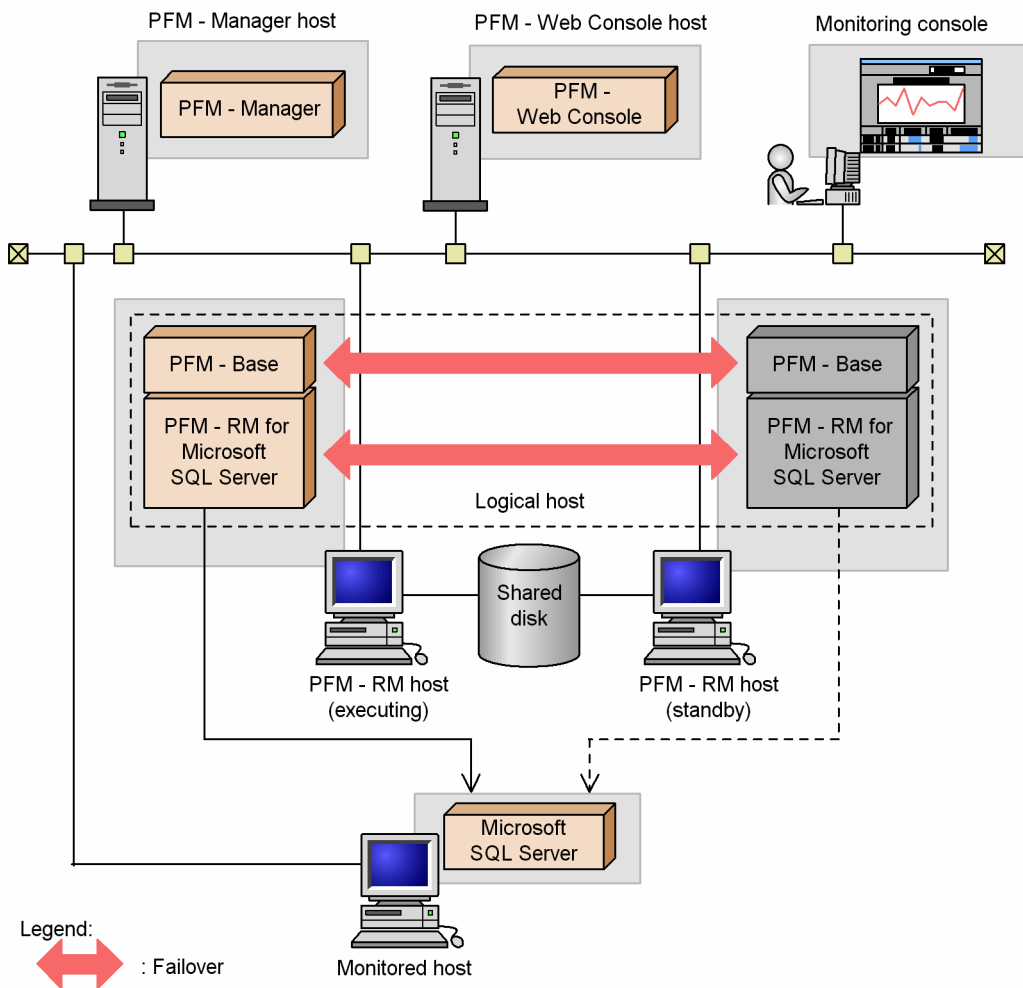 PFM - Manager host
PFM - Web Console host
Monitoring console
PFM - Manager
PFM -
Web Console
PFM - Base
PFM - Base
PFM - RM for
Microsoft
SQL Server
PFM - RM for
Microsoft
SQL Server
Logical host
Shared
disk
PFM - RM host
(executing)
PFM - RM host
(standby)
Microsoft
SQL Server
Monitored host
Legend:
: Failover